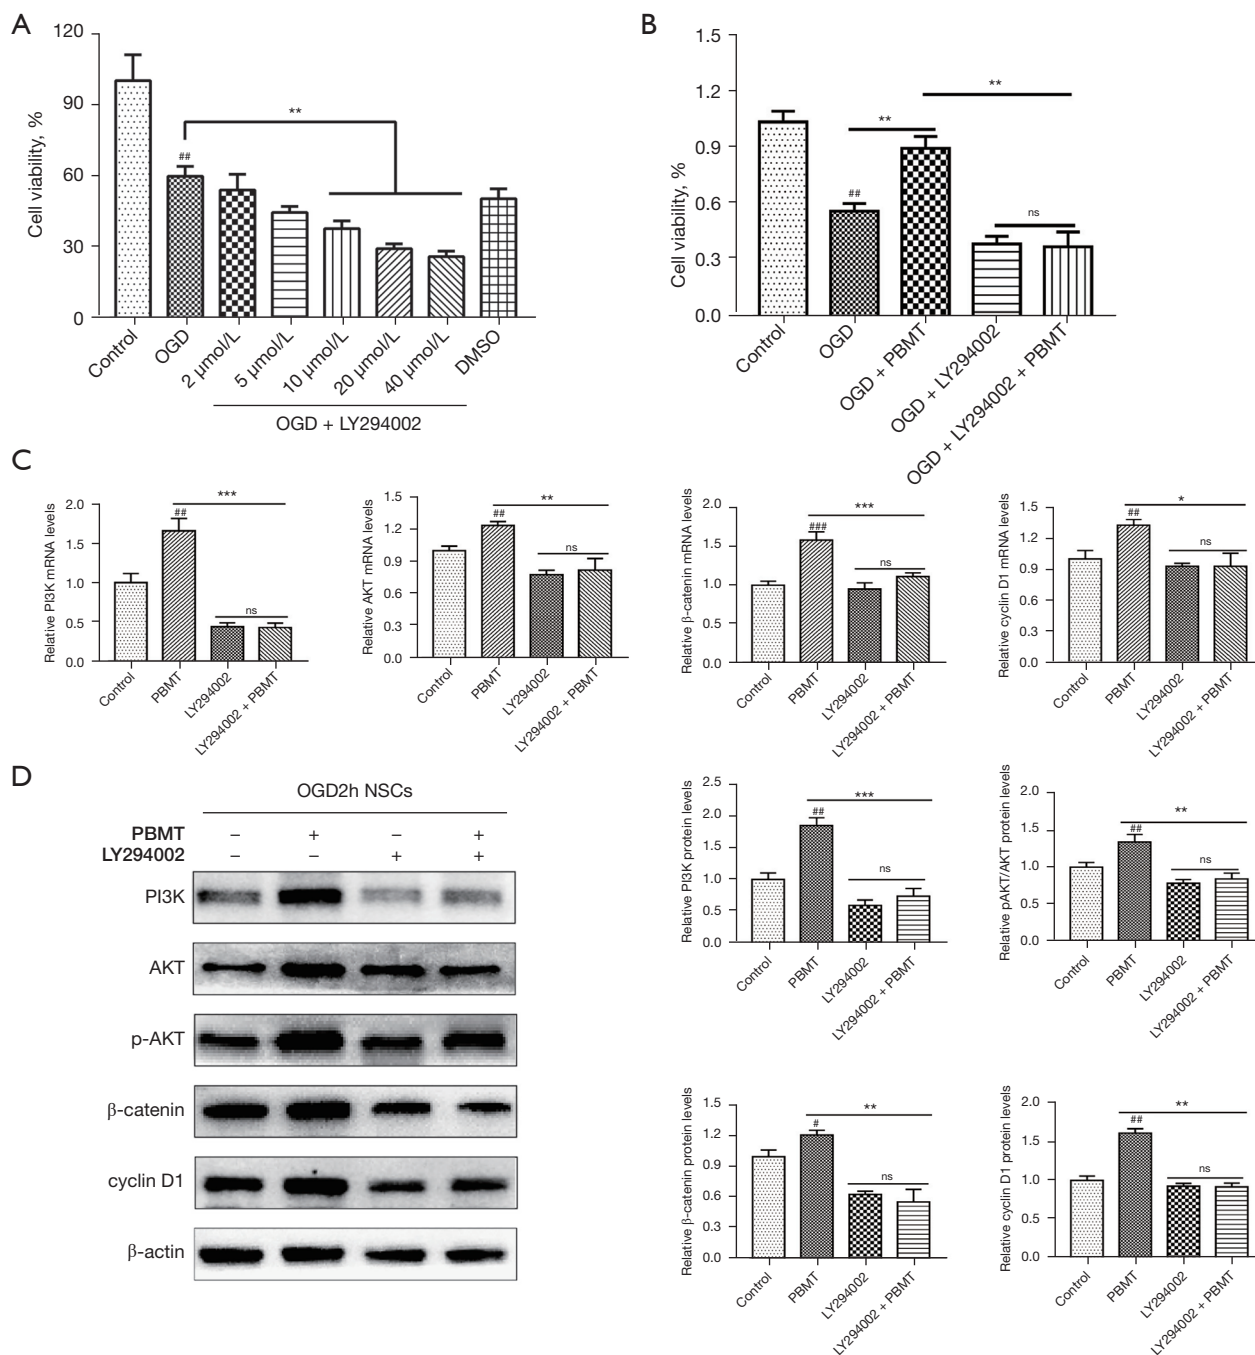 A
120
90
60
30
0
Cell viability, %
**
##
Control
OGD
2 μmol/L
5 μmol/L
10 μmol/L
20 μmol/L
40 μmol/L
DMSO
OGD + LY294002
B
1.5
1.2
0.9
0.6
0.3
0.0
Cell viability, %
**
**
##
ns
Control
OGD
OGD + PBMT
OGD + LY294002
OGD + LY294002 + PBMT
C
2.0
1.5
1.0
0.5
0.0
Relative PI3K mRNA levels
***
##
ns
Control
PBMT
LY294002
LY294002 + PBMT
1.5
1.2
0.9
0.6
0.3
0.0
Relative AKT mRNA levels
**
##
ns
Control
PBMT
LY294002
LY294002 + PBMT
2.0
1.5
1.0
0.5
0.0
Relative β-catenin mRNA levels
***
###
ns
Control
PBMT
LY294002
LY294002 + PBMT
1.5
1.2
0.9
0.6
0.3
0.0
Relative cyclin D1 mRNA levels
*
##
ns
Control
PBMT
LY294002
LY294002 + PBMT
D
OGD2h NSCs
PBMT – + – +
LY294002 – – + +
PI3K
AKT
p-AKT
β-catenin
cyclin D1
β-actin
2.5
2.0
1.5
1.0
0.5
0.0
Relative PI3K protein levels
***
##
ns
Control
PBMT
LY294002
LY294002 + PBMT
2.0
1.5
1.0
0.5
0.0
Relative pAKT/AKT protein levels
**
##
ns
Control
PBMT
LY294002
LY294002 + PBMT
1.5
1.2
0.9
0.6
0.3
0.0
Relative β-catenin protein levels
**
#
ns
Control
PBMT
LY294002
LY294002 + PBMT
2.0
1.5
1.0
0.5
0.0
Relative cyclin D1 protein levels
**
##
ns
Control
PBMT
LY294002
LY294002 + PBMT